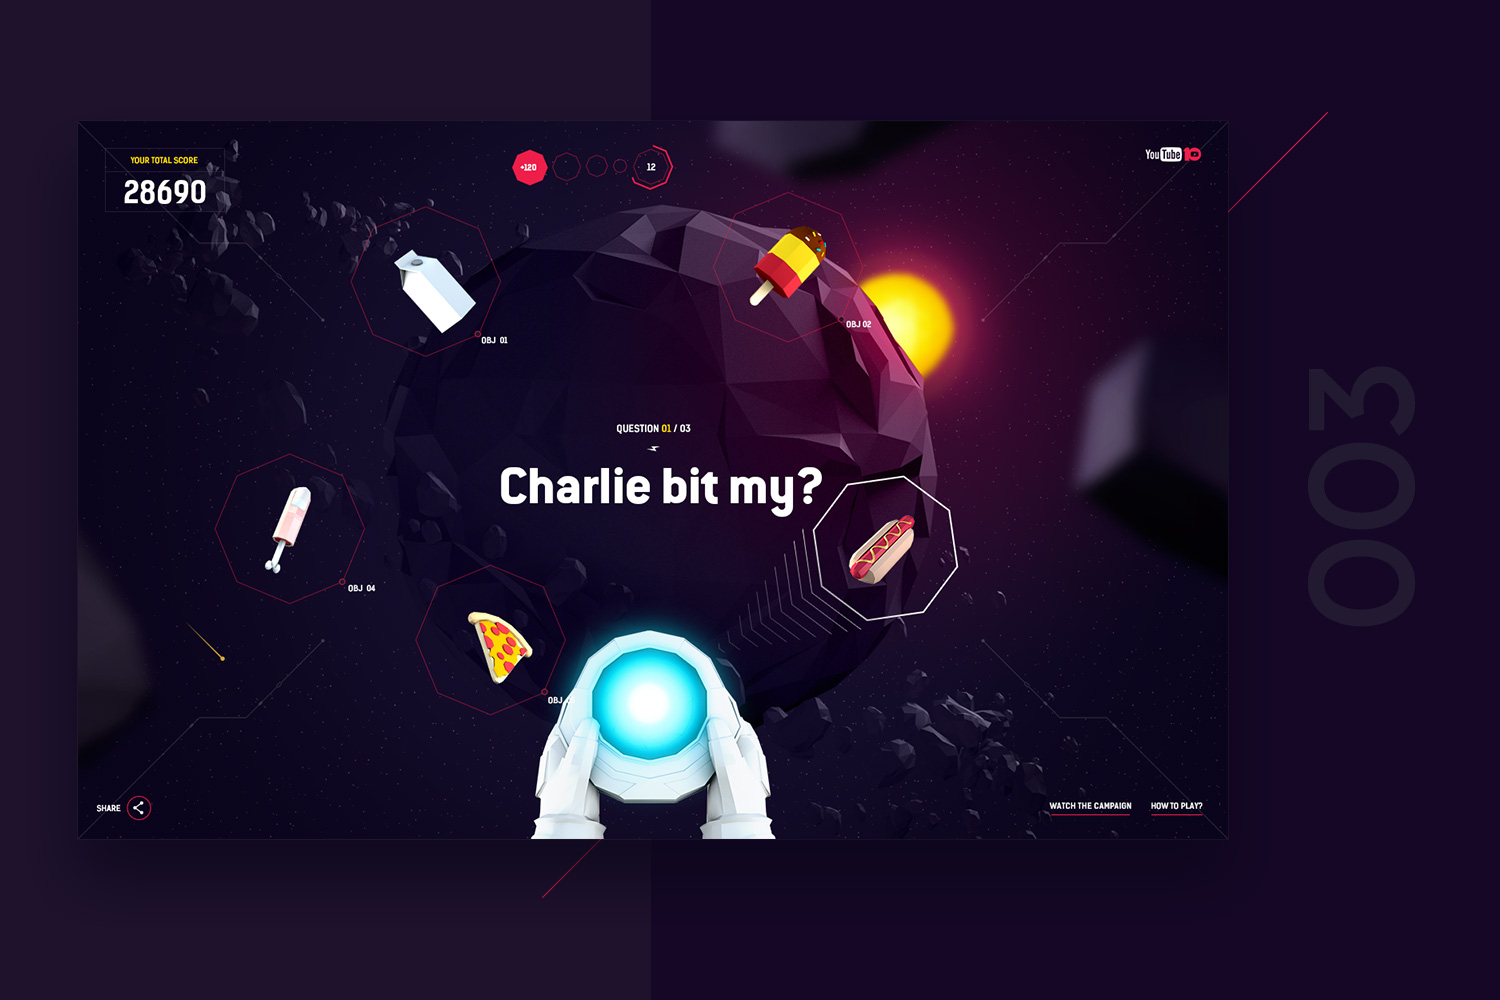 YOUR TOTAL SCORE
28690
+120
12
YouTube 10
OBJ 01
OBJ 02
QUESTION 01 / 03
Charlie bit my?
OBJ 04
OBJ
SHARE
WATCH THE CAMPAIGN
HOW TO PLAY?
003